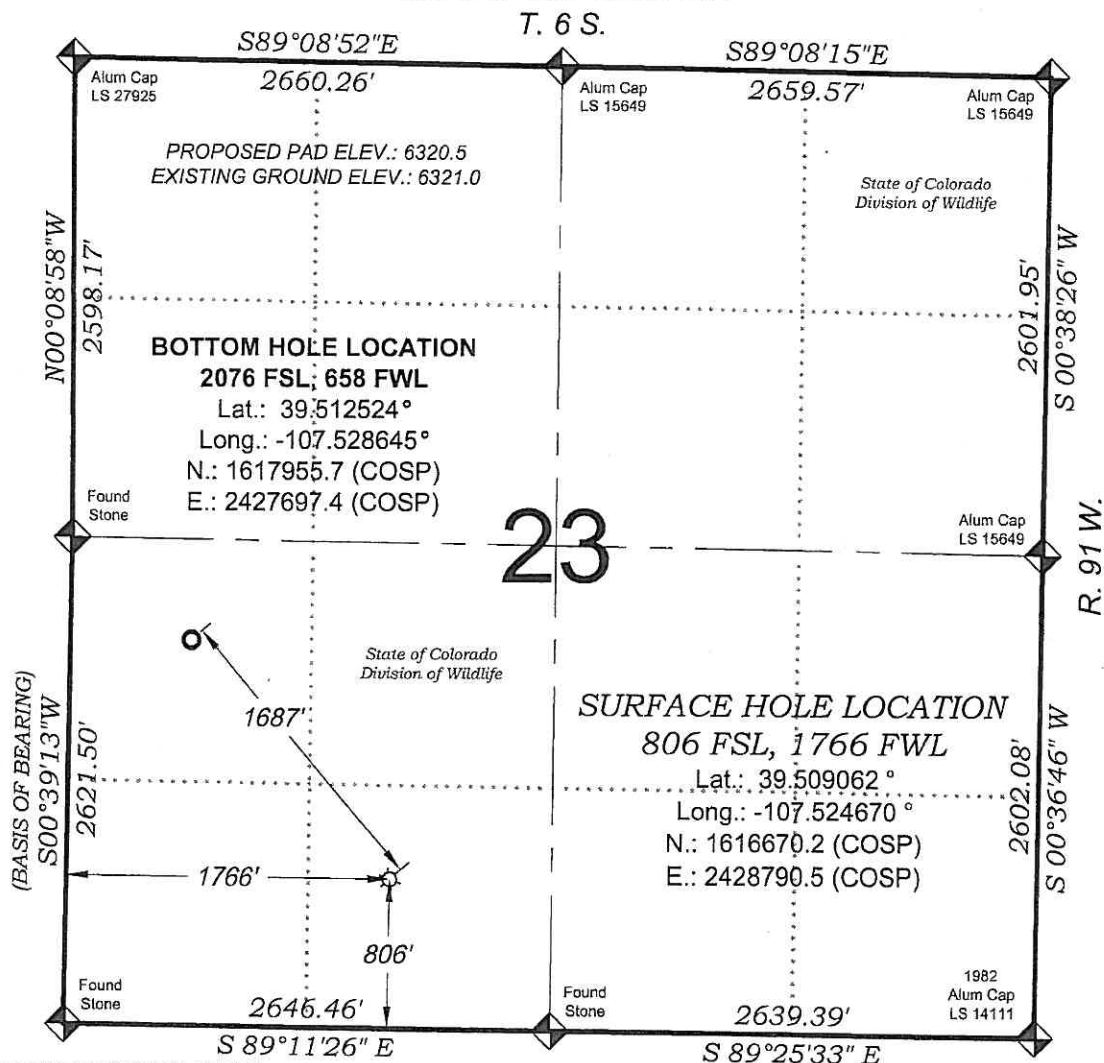 T. 6 S.
S89°08'52"E
S89°08'15"E
Alum Cap
LS 27925
2660.26'
Alum Cap
LS 15649
2659.57'
Alum Cap
LS 15649
PROPOSED PAD ELEV.: 6320.5
EXISTING GROUND ELEV.: 6321.0
State of Colorado
Division of Wildlife
N00°08'58"W
2598.17'
2601.95'
S 00°38'26" W
BOTTOM HOLE LOCATION
2076 FSL, 658 FWL
Lat.: 39.512524°
Long.: -107.528645°
N.: 1617955.7 (COSP)
E.: 2427697.4 (COSP)
Found
Stone
23
Alum Cap
LS 15649
R. 91 W.
State of Colorado
Division of Wildlife
1687'
(BASIS OF BEARING)
S00°39'13"W
2621.50'
SURFACE HOLE LOCATION
806 FSL, 1766 FWL
Lat.: 39.509062 °
Long.: -107.524670 °
N.: 1616670.2 (COSP)
E.: 2428790.5 (COSP)
2602.08'
S 00°36'46" W
1766'
806'
Found
Stone
2646.46'
Found
Stone
2639.39'
1982
Alum Cap
LS 14111
S 89°11'26" E
S 89°25'33" E